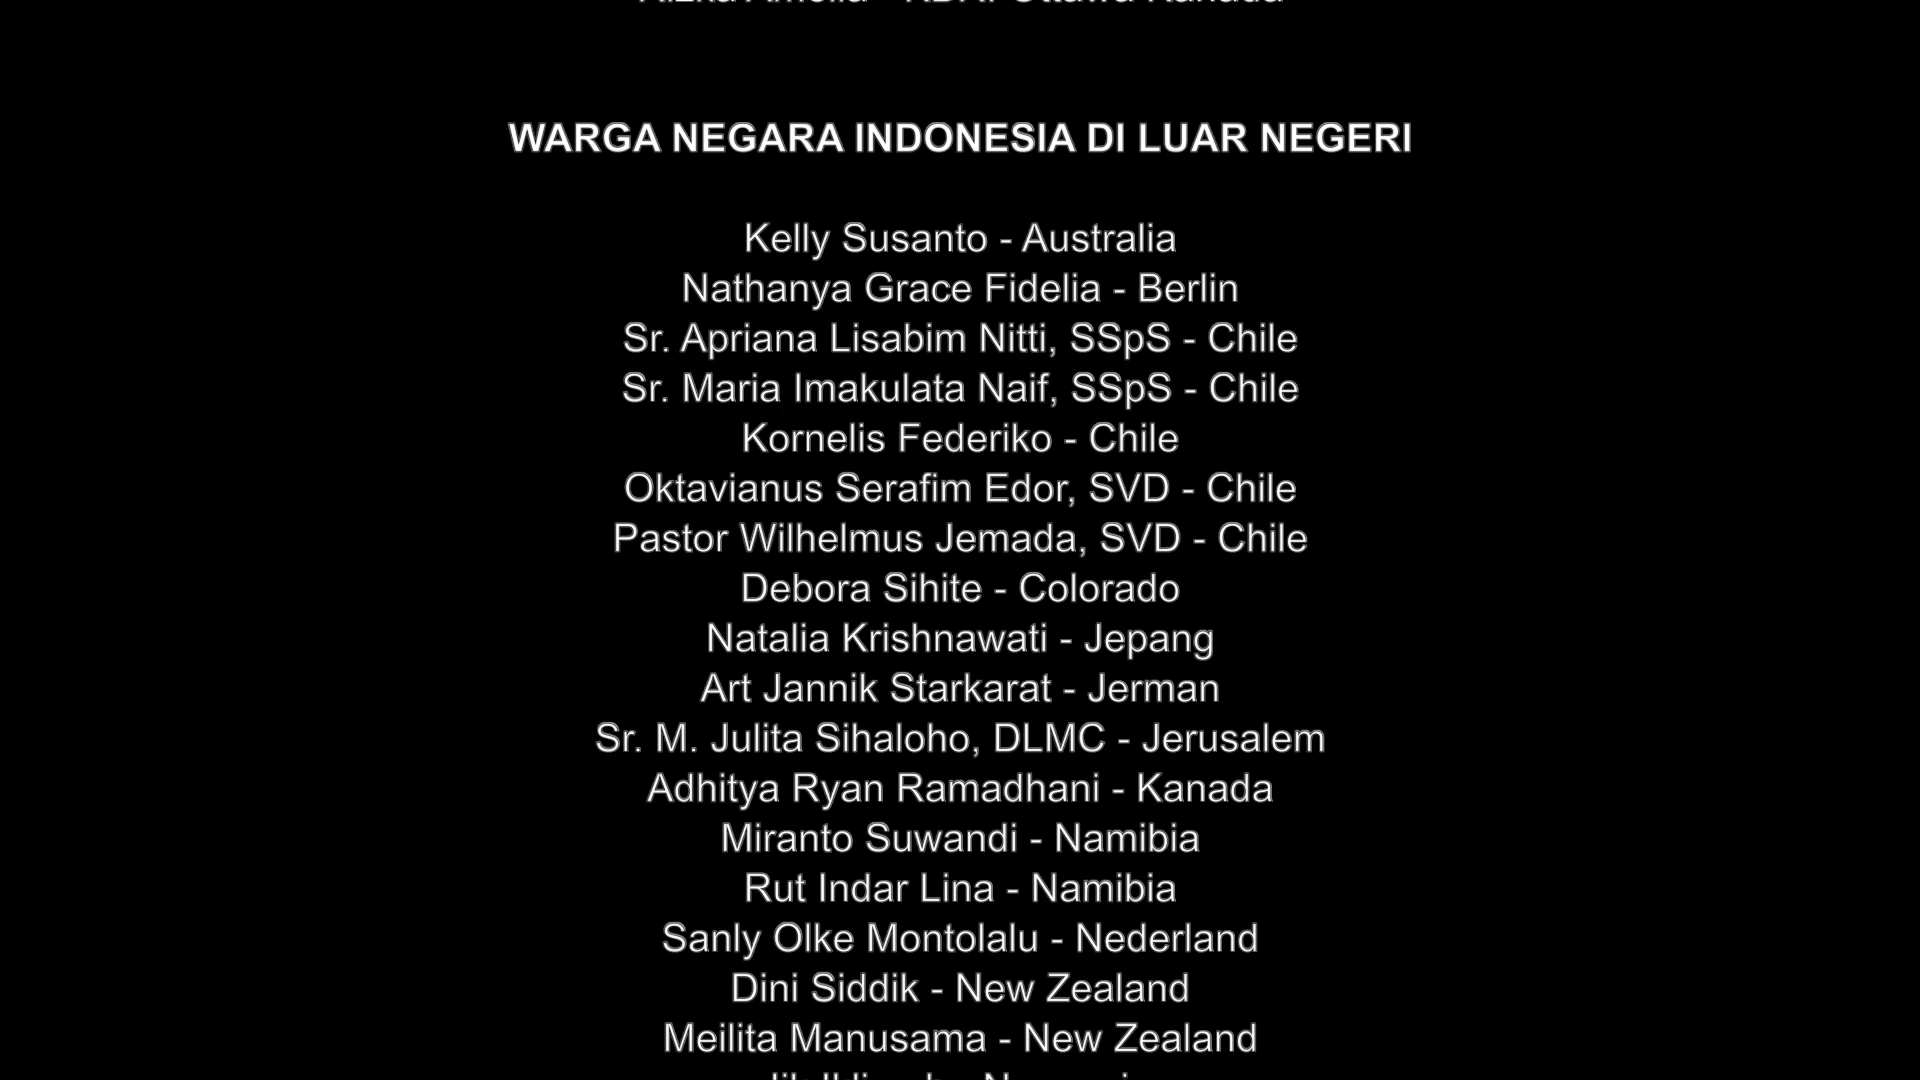 Ottawa Kanada
WARGA NEGARA INDONESIA DI LUAR NEGERI
Kelly Susanto - Australia
Nathanya Grace Fidelia - Berlin
Sr. Apriana Lisabim Nitti, SSpS - Chile
Sr. Maria Imakulata Naif, SSpS - Chile
Kornelis Federiko - Chile
Oktavianus Serafim Edor, SVD - Chile
Pastor Wilhelmus Jemada, SVD - Chile
Debora Sihite - Colorado
Natalia Krishnawati - Jepang
Art Jannik Starkarat - Jerman
Sr. M. Julita Sihaloho, DLMC - Jerusalem
Adhitya Ryan Ramadhani - Kanada
Miranto Suwandi - Namibia
Rut Indar Lina - Namibia
Sanly Olke Montolalu - Nederland
Dini Siddik - New Zealand
Meilita Manusama - New Zealand